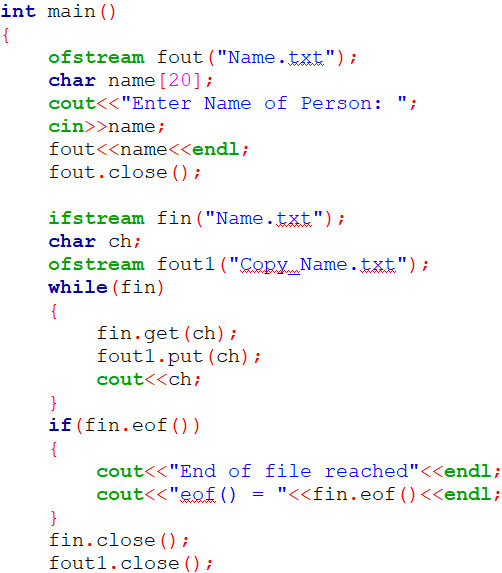 int main()
{
    ofstream fout("Name.txt");
    char name[20];
    cout<<"Enter Name of Person: ";
    cin>>name;
    fout<<name<<endl;
    fout.close();

    ifstream fin("Name.txt");
    char ch;
    ofstream fout1("Copy_Name.txt");
    while(fin)
    {
        fin.get(ch);
        fout1.put(ch);
        cout<<ch;
    }
    if(fin.eof())
    {
        cout<<"End of file reached"<<endl;
        cout<<"eof() = "<<fin.eof()<<endl;
    }
    fin.close();
    fout1.close();